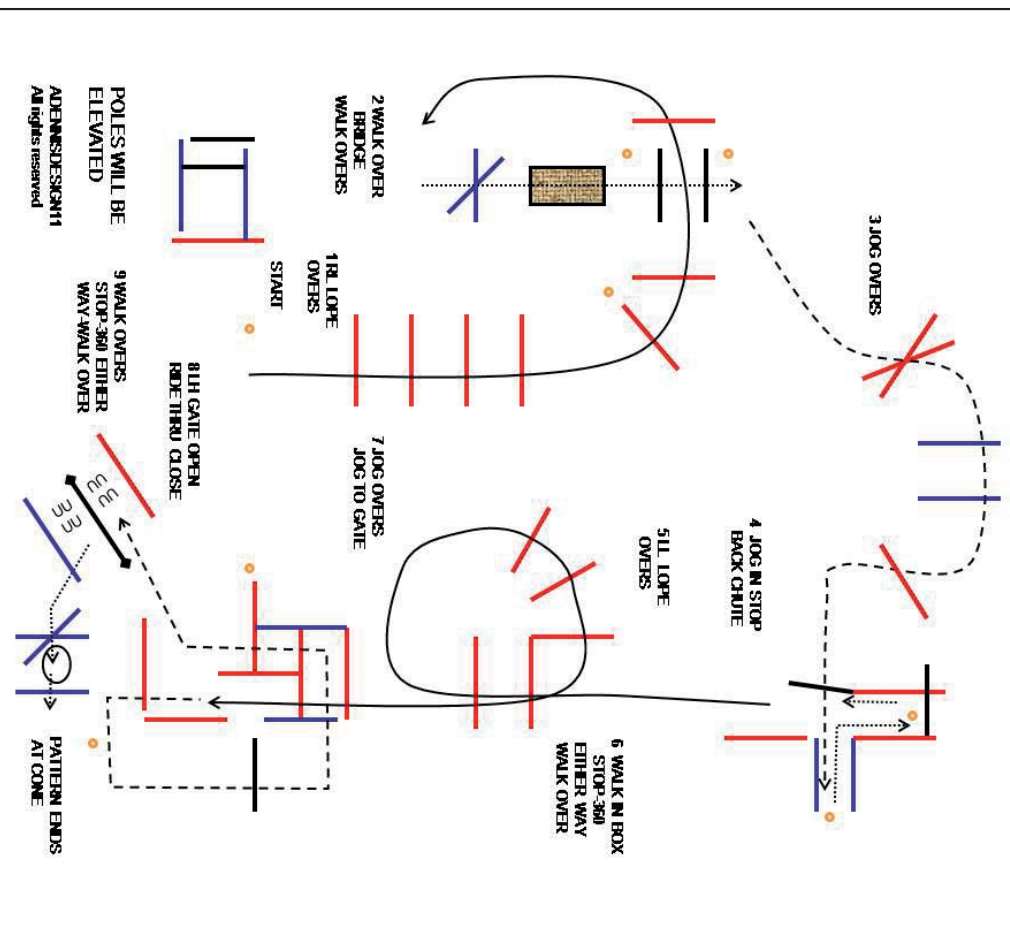 1 RL LOPE
OVERS
START
2 WALK OVER
BRIDGE
WALK OVERS
3 JOG OVERS
4 JOG IN STOP
BACK CHUTE
5 LL LOPE
OVERS
6 WALK IN BOX
STOP-360
EITHER WAY
WALK OVER
7 JOG OVERS
JOG TO GATE
8 LH GATE OPEN
RIDE THRU CLOSE
9 WALK OVERS
STOP-360 EITHER
WAY-WALK OVER
PATTERN ENDS
AT CONE
POLES WILL BE
ELEVATED
ADENNISDESIGN11
All rights reserved